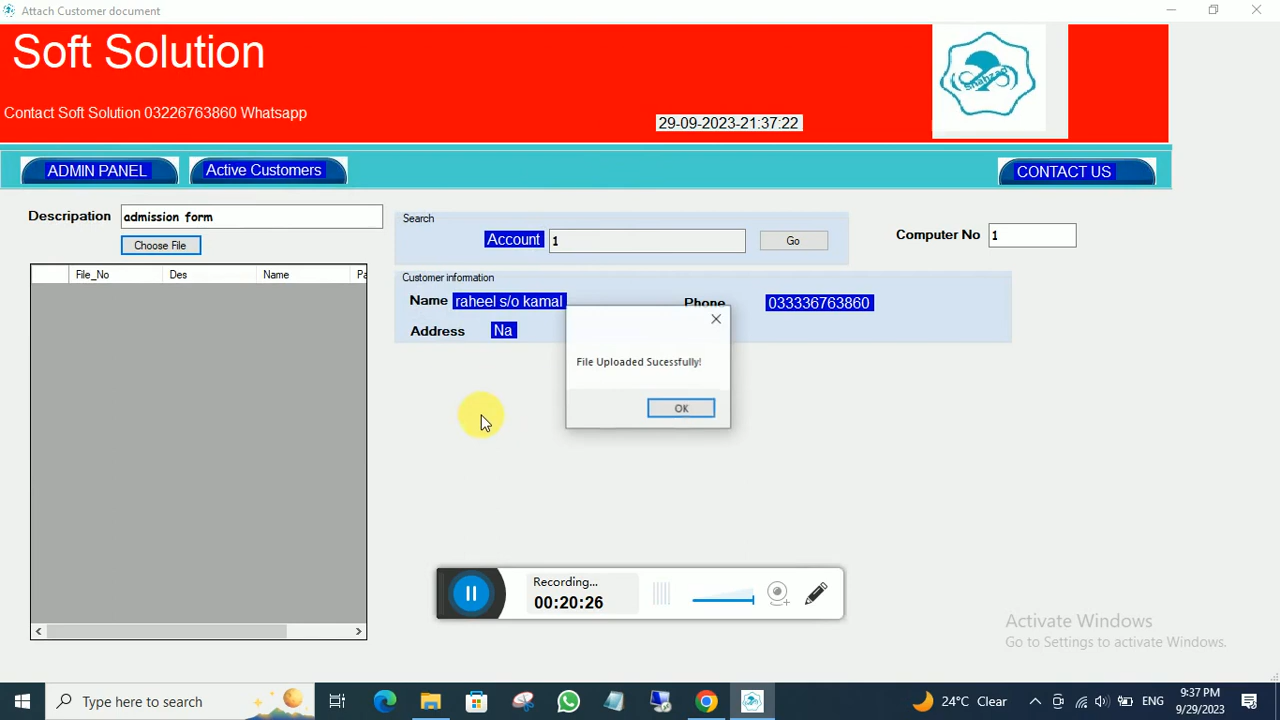 Attach Customer document
Soft Solution
Contact Soft Solution 03226763860 Whatsapp
29-09-2023-21:37:22
shahzad
ADMIN PANEL
Active Customers
CONTACT US
Descripation
admission form
Choose File
Search
Account
1
Go
Computer No
1
File_No
Des
Name
Pa
Customer information
Name
raheel s/o kamal
Phone
033336763860
Address
Na
File Uploaded Sucessfully!
OK
Recording...
00:20:26
Activate Windows
Go to Settings to activate Windows.
Type here to search
24°C Clear
ENG
9:37 PM
9/29/2023